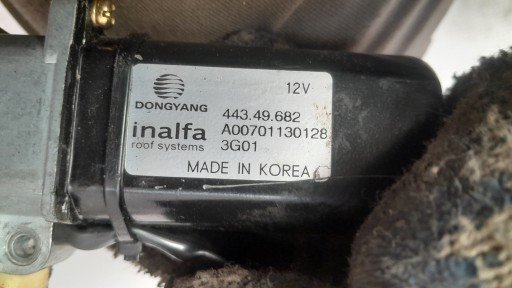 12V
DONGYANG
443.49.682
inalfa A00701130128
roof systems 3G01
MADE IN KOREA